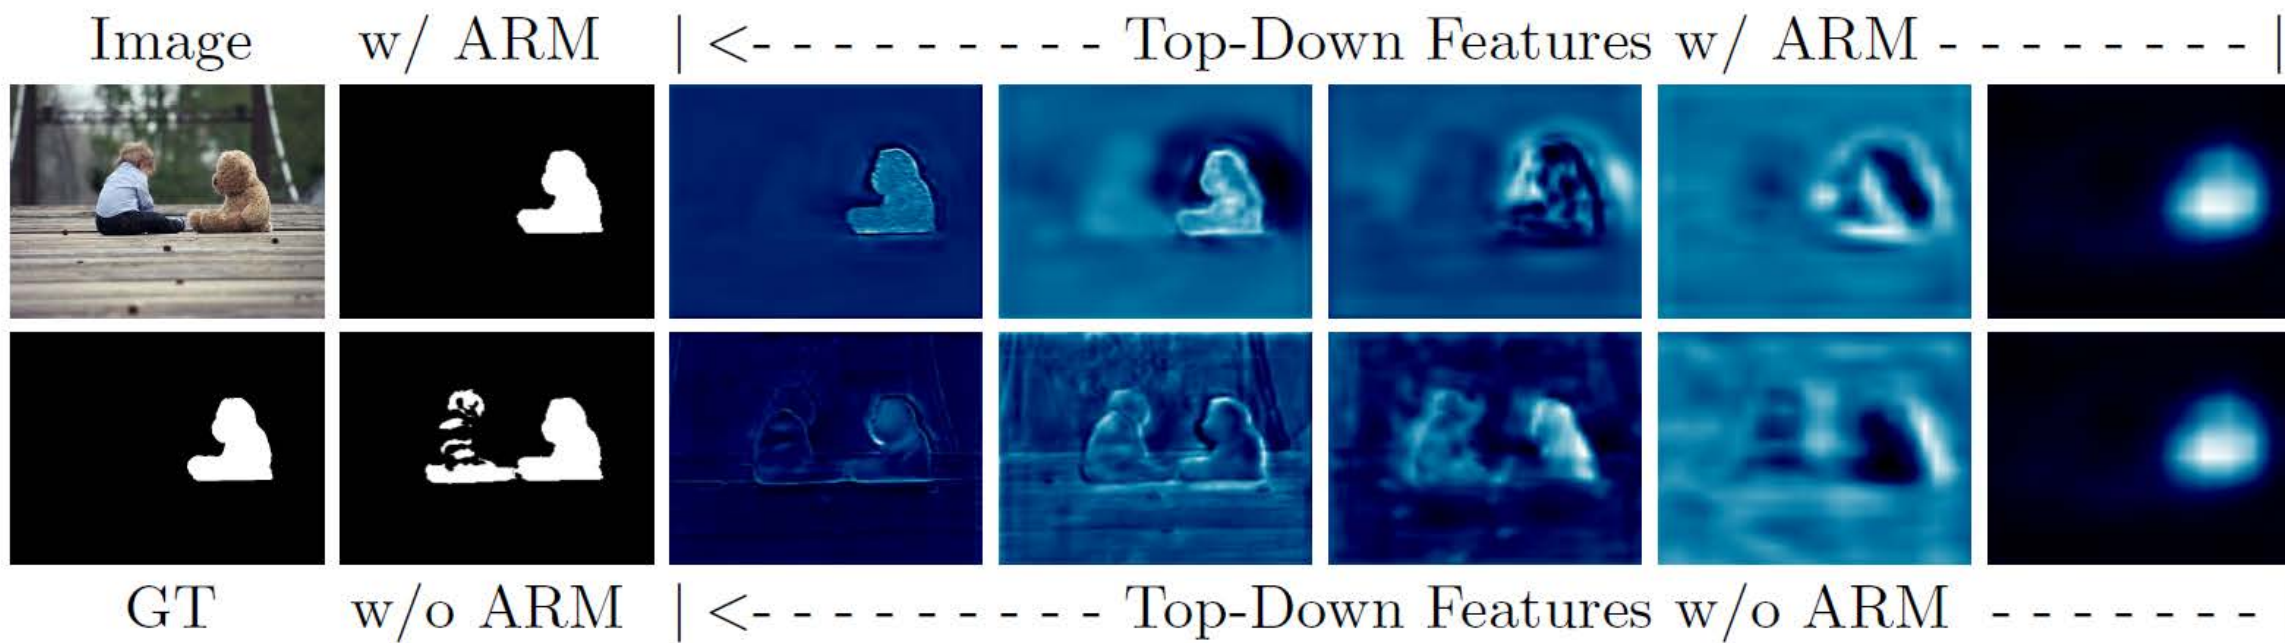 Image w/ ARM | <- - - - - - - - - - Top-Down Features w/ ARM - - - - - - - - - |
GT w/o ARM | <- - - - - - - - - - Top-Down Features w/o ARM - - - - - - -